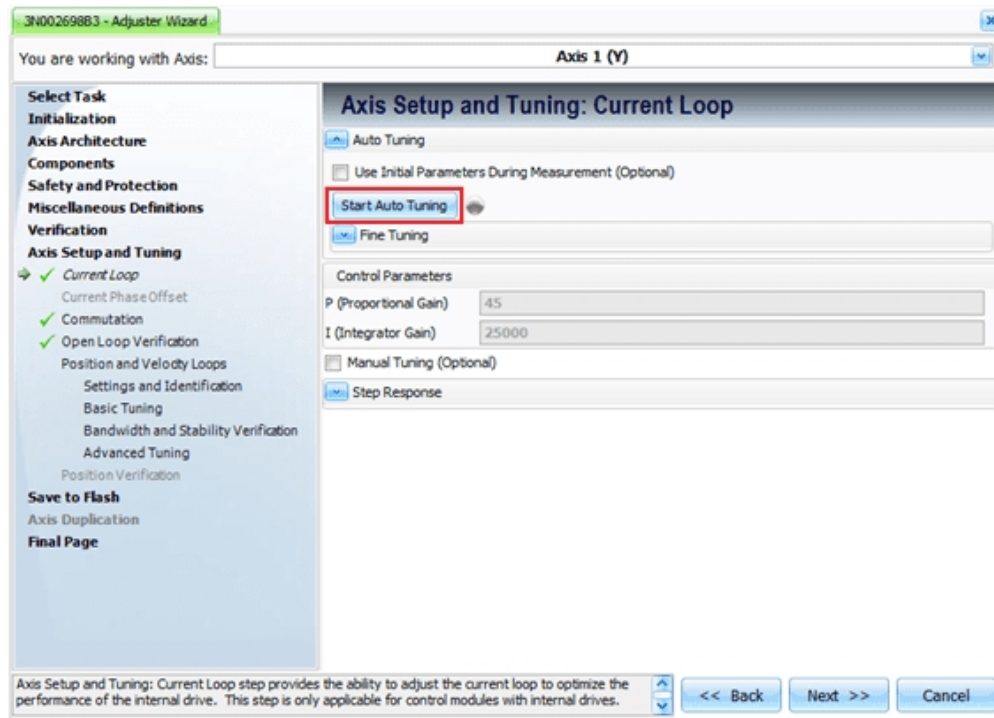 3N0026988B3 - Adjuster Wizard
You are working with Axis:
Axis 1 (Y)
Select Task
Initialization
Axis Architecture
Components
Safety and Protection
Miscellaneous Definitions
Verification
Axis Setup and Tuning
Current Loop
Current Phase Offset
Commutation
Open Loop Verification
Position and Velocity Loops
Settings and Identification
Basic Tuning
Bandwidth and Stability Verification
Advanced Tuning
Position Verification
Save to Flash
Axis Duplication
Final Page
Axis Setup and Tuning: Current Loop
Auto Tuning
Use Initial Parameters During Measurement (Optional)
Start Auto Tuning
Fine Tuning
Control Parameters
P (Proportional Gain) 45
I (Integrator Gain) 25000
Manual Tuning (Optional)
Step Response
Axis Setup and Tuning: Current Loop step provides the ability to adjust the current loop to optimize the
performance of the internal drive. This step is only applicable for control modules with internal drives.
<< Back
Next >>
Cancel